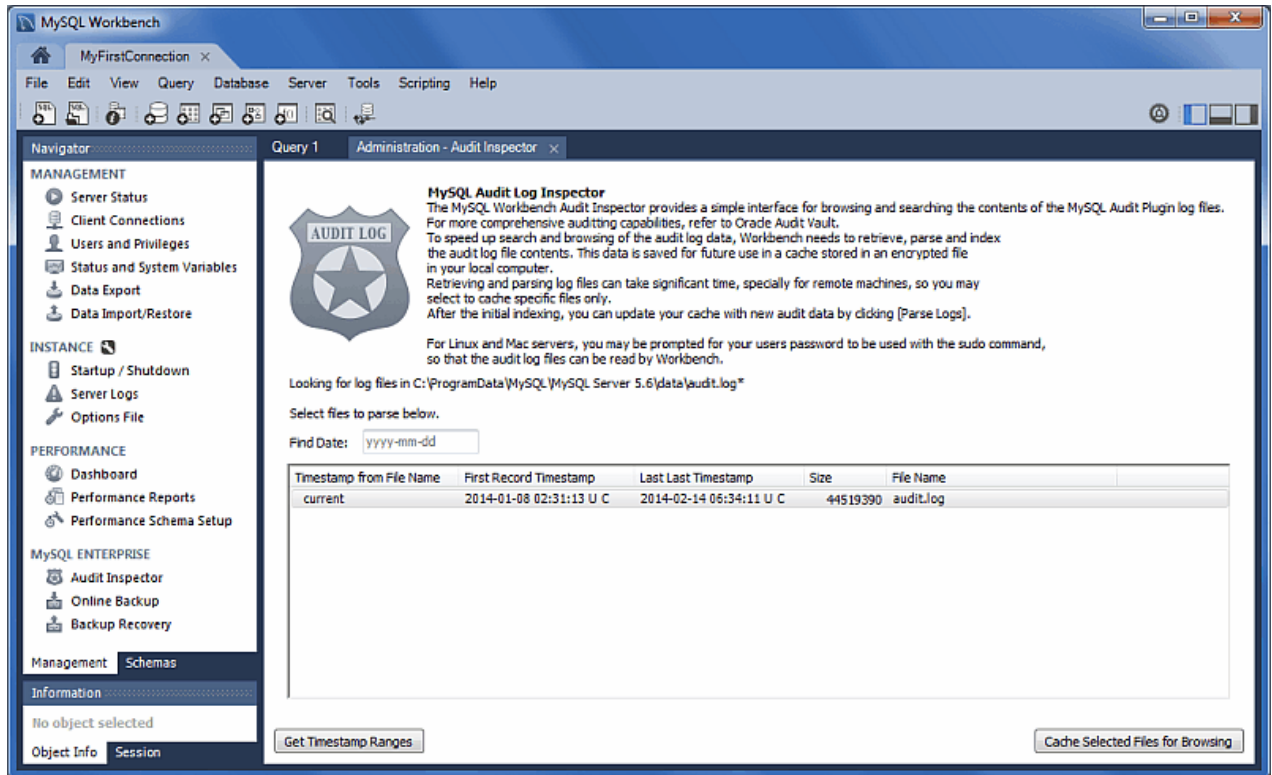 MySQL Workbench
MyFirstConnection ×
File Edit View Query Database Server Tools Scripting Help
Navigator
MANAGEMENT
Server Status
Client Connections
Users and Privileges
Status and System Variables
Data Export
Data Import/Restore
INSTANCE
Startup / Shutdown
Server Logs
Options File
PERFORMANCE
Dashboard
Performance Reports
Performance Schema Setup
MySQL ENTERPRISE
Audit Inspector
Online Backup
Backup Recovery
Management Schemas
Information
No object selected
Object Info Session
Query 1 Administration - Audit Inspector ×
AUDIT LOG
MySQL Audit Log Inspector
The MySQL Workbench Audit Inspector provides a simple interface for browsing and searching the contents of the MySQL Audit Plugin log files.
For more comprehensive auditting capabilities, refer to Oracle Audit Vault.
To speed up search and browsing of the audit log data, Workbench needs to retrieve, parse and index
the audit log file contents. This data is saved for future use in a cache stored in an encrypted file
in your local computer.
Retrieving and parsing log files can take significant time, specially for remote machines, so you may
select to cache specific files only.
After the initial indexing, you can update your cache with new audit data by clicking [Parse Logs].
For Linux and Mac servers, you may be prompted for your users password to be used with the sudo command,
so that the audit log files can be read by Workbench.
Looking for log files in C:\ProgramData\MySQL\MySQL Server 5.6\data\audit.log*
Select files to parse below.
Find Date: yyyy-mm-dd
Timestamp from File Name First Record Timestamp Last Last Timestamp Size File Name
current 2014-01-08 02:31:13 U C 2014-02-14 06:34:11 U C 44519390 audit.log
Get Timestamp Ranges
Cache Selected Files for Browsing